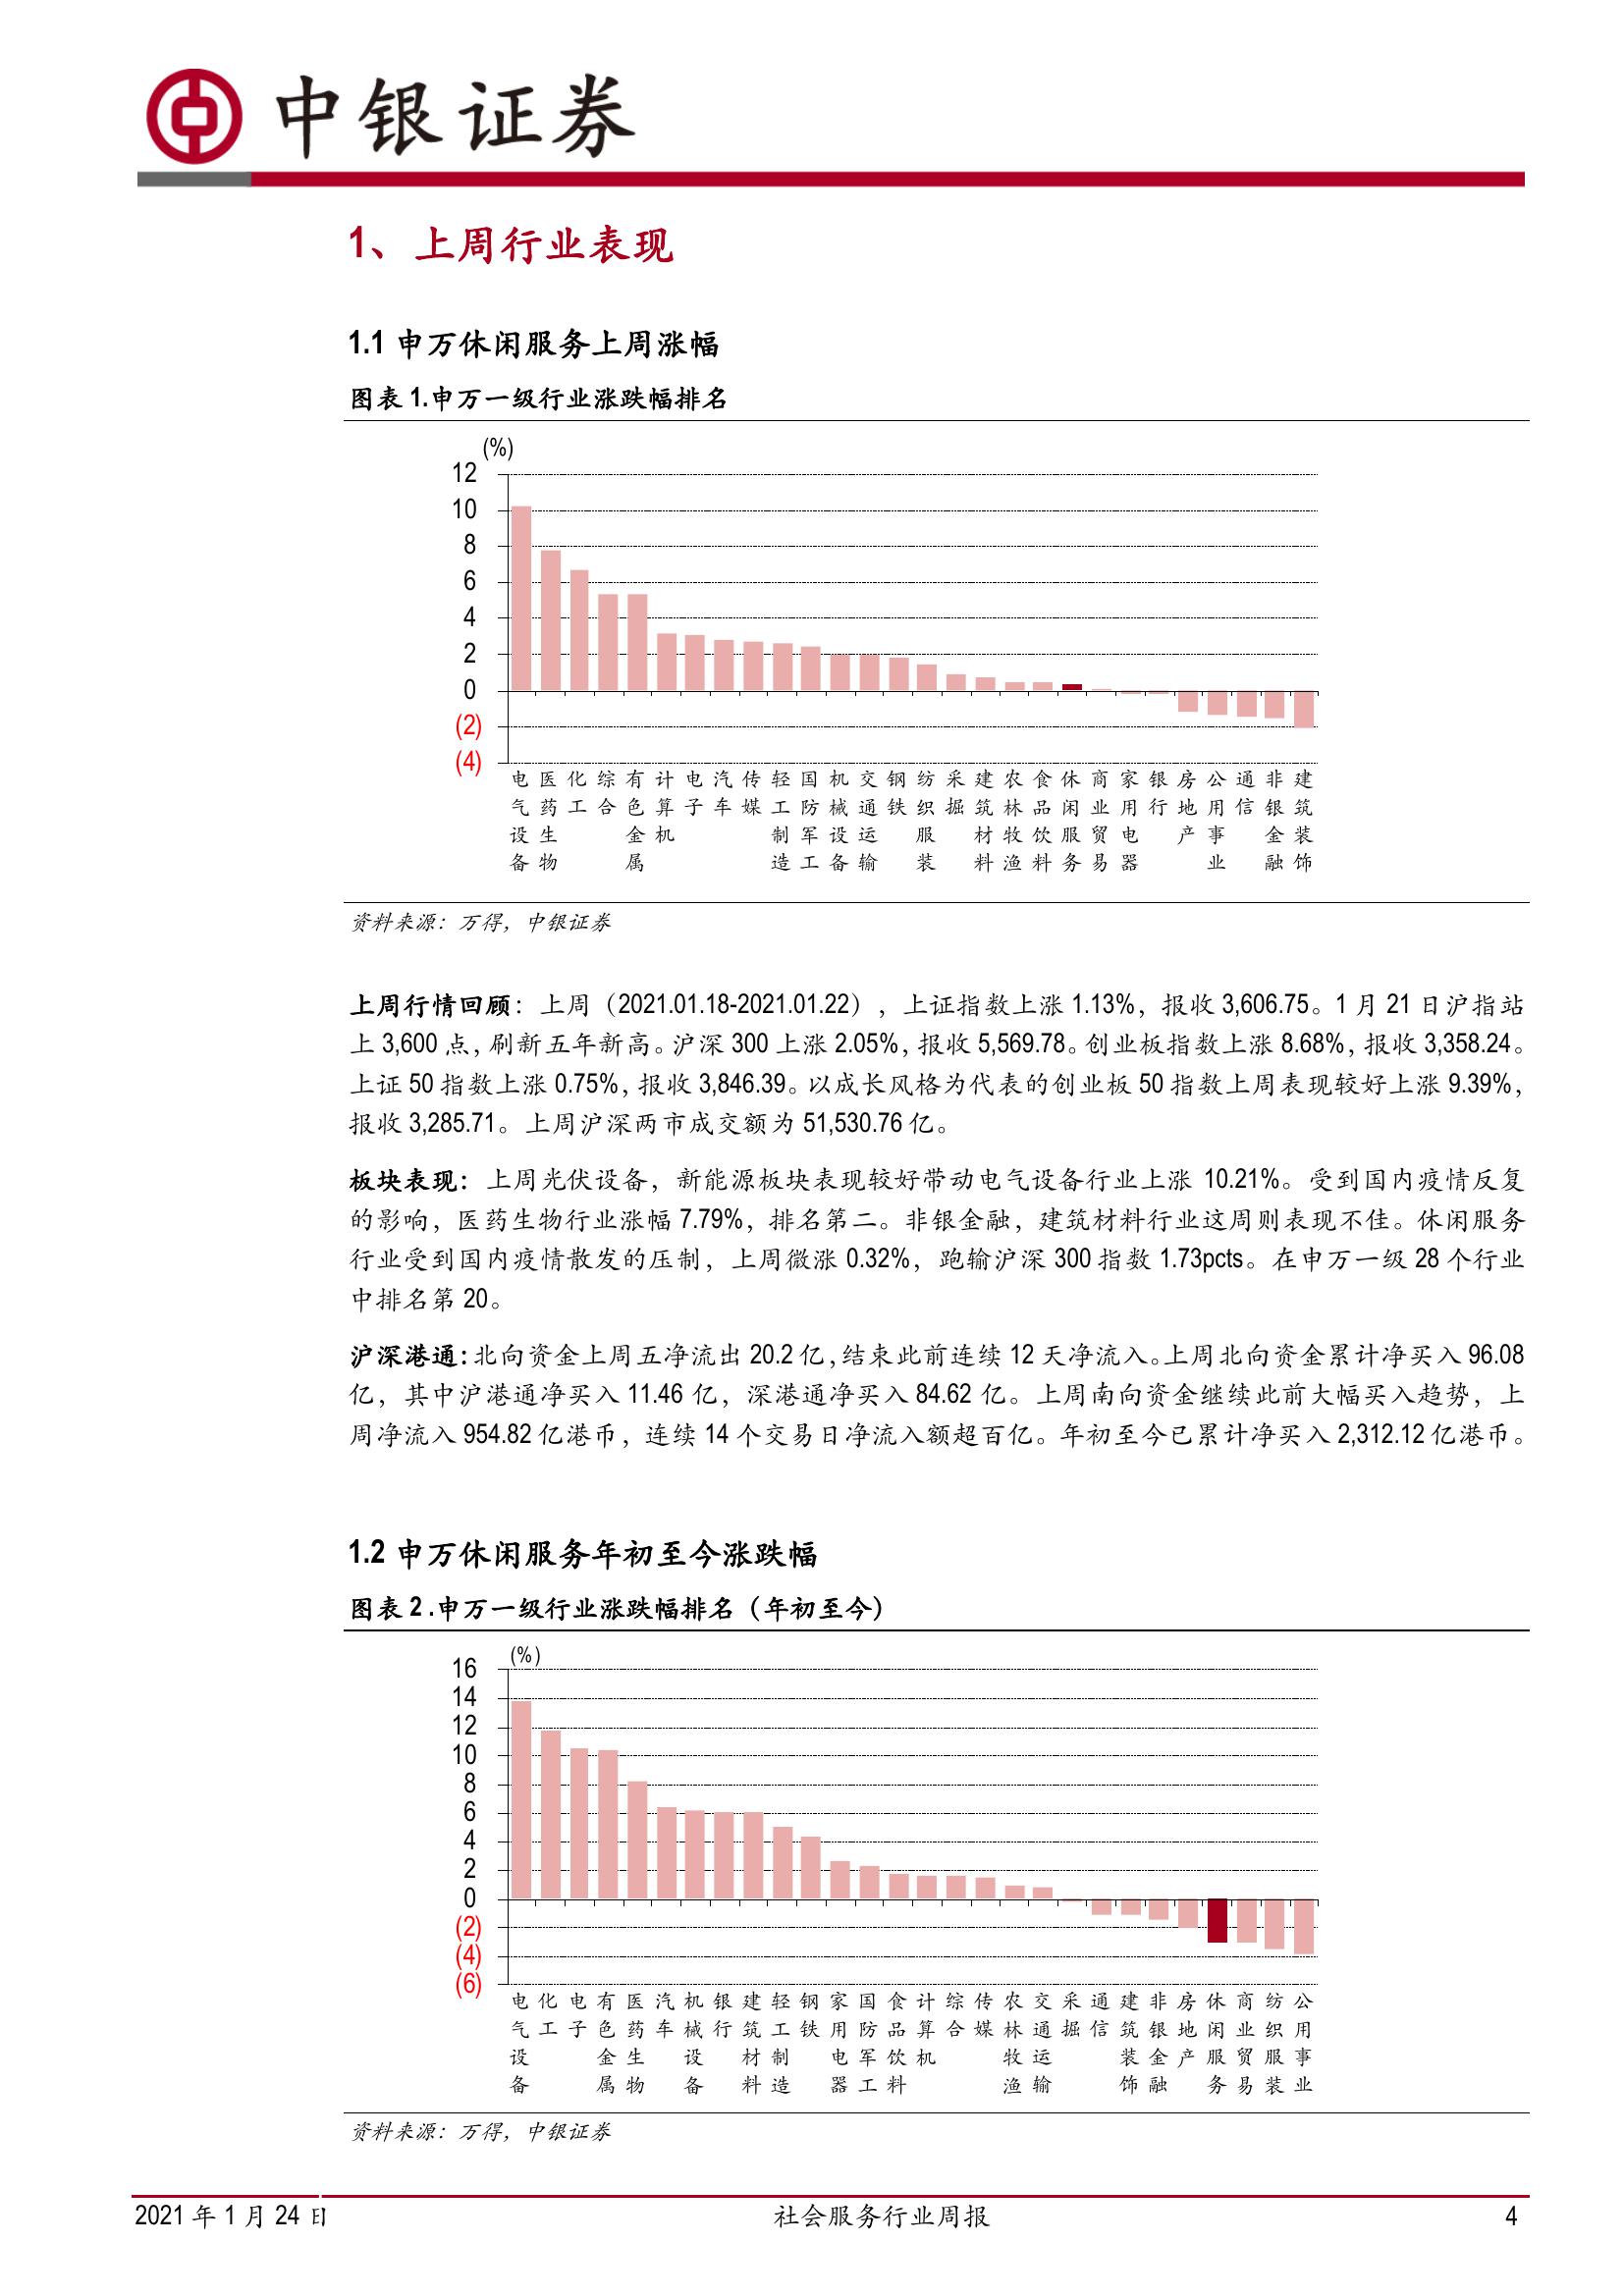 中银证券
1、上周行业表现
1.1 申万休闲服务上周涨幅
图表 1.申万一级行业涨跌幅排名
(%)
12
10
8
6
4
2
0
(2)
(4)
电气设备 医药生物 化工 综合 有色金属 计算机 电子 汽车 传媒 轻工制造 国防军工 机械设备 交通运输 钢铁 纺织服装 采掘 建筑材料 农林牧渔 食品饮料 休闲服务 商业贸易 家用电器 银行 房地产 公用事业 通信 非银金融 建筑装饰
资料来源：万得，中银证券
上周行情回顾：上周（2021.01.18-2021.01.22），上证指数上涨 1.13%，报收 3,606.75。1 月 21 日沪指站
上 3,600 点，刷新五年新高。沪深 300 上涨 2.05%，报收 5,569.78。创业板指数上涨 8.68%，报收 3,358.24。
上证 50 指数上涨 0.75%，报收 3,846.39。以成长风格为代表的创业板 50 指数上周表现较好上涨 9.39%，
报收 3,285.71。上周沪深两市成交额为 51,530.76 亿。
板块表现：上周光伏设备，新能源板块表现较好带动电气设备行业上涨 10.21%。受到国内疫情反复
的影响，医药生物行业涨幅 7.79%，排名第二。非银金融，建筑材料行业这周则表现不佳。休闲服务
行业受到国内疫情散发的压制，上周微涨 0.32%，跑输沪深 300 指数 1.73pcts。在申万一级 28 个行业
中排名第 20。
沪深港通：北向资金上周五净流出 20.2 亿，结束此前连续 12 天净流入。上周北向资金累计净买入 96.08
亿，其中沪港通净买入 11.46 亿，深港通净买入 84.62 亿。上周南向资金继续此前大幅买入趋势，上
周净流入 954.82 亿港币，连续 14 个交易日净流入额超百亿。年初至今已累计净买入 2,312.12 亿港币。
1.2 申万休闲服务年初至今涨跌幅
图表 2 .申万一级行业涨跌幅排名（年初至今）
(%)
16
14
12
10
8
6
4
2
0
(2)
(4)
(6)
电气设备 化工 电子 有色金属 医药生物 汽车 机械设备 银行 建筑材料 轻工制造 钢铁 家用电器 国防军工 食品饮料 计算机 综合 传媒 农林牧渔 交通运输 采掘 通信 建筑装饰 非银金融 房地产 休闲服务 商业贸易 纺织服装 公用事业
资料来源：万得，中银证券
2021 年 1 月 24 日
社会服务行业周报
4